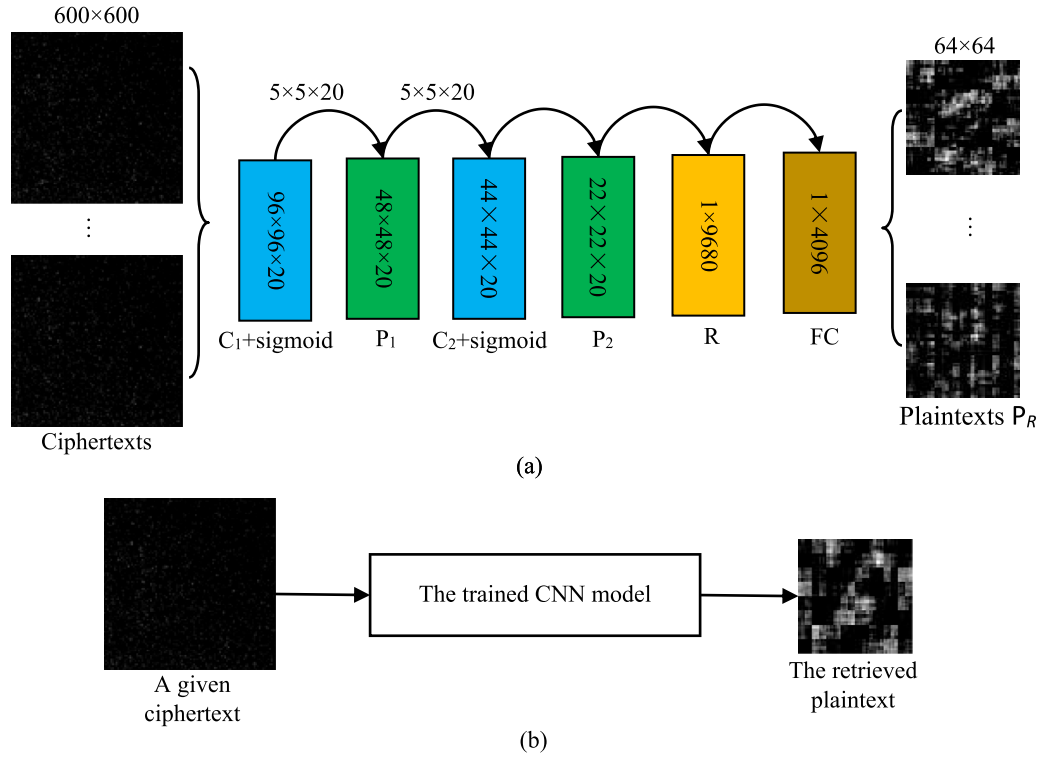 600×600
64×64
5×5×20
5×5×20
96×96×20
48×48×20
44×44×20
22×22×20
1×9680
1×4096
⋮
⋮
C₁+sigmoid
P₁
C₂+sigmoid
P₂
R
FC
Ciphertexts
Plaintexts P_R
(a)
The trained CNN model
A given
ciphertext
The retrieved
plaintext
(b)